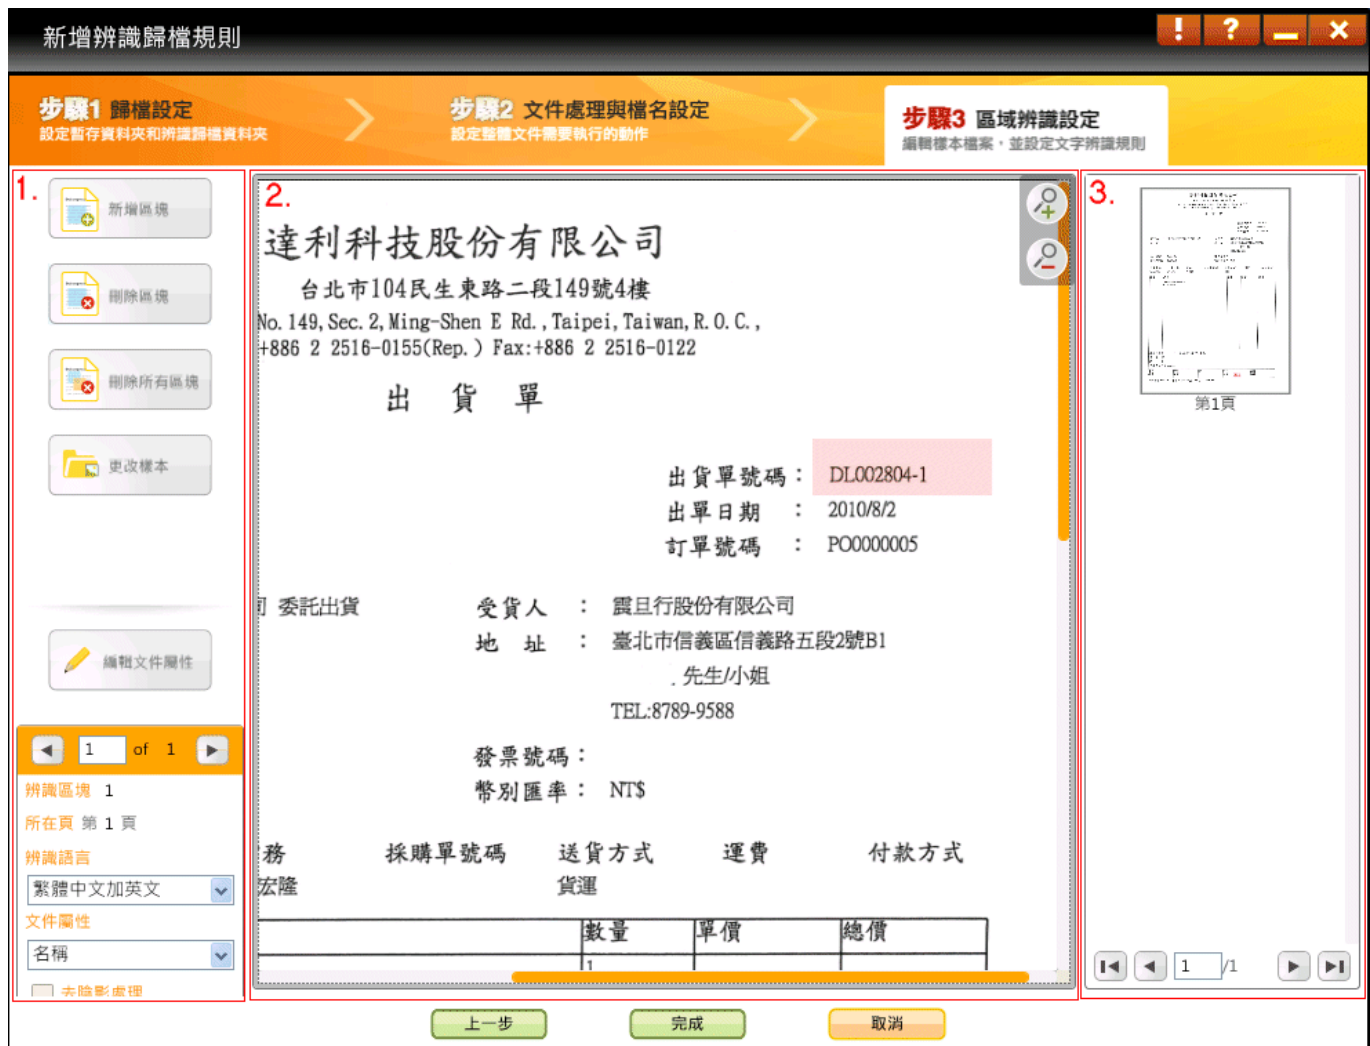 新增辨識歸檔規則
! ?
步驟1 歸檔設定
設定暫存資料夾和辨識歸檔資料夾
步驟2 文件處理與檔名設定
設定整體文件需要執行的動作
步驟3 區域辨識設定
編輯樣本檔案，並設定文字辨識規則
1.
新增區塊
刪除區塊
刪除所有區塊
更改樣本
編輯文件屬性
1 of 1
辨識區塊 1
所在頁 第 1 頁
辨識語言
繁體中文加英文
文件屬性
名稱
去陰影處理
2.
達利科技股份有限公司
台北市104民生東路二段149號4樓
No. 149, Sec. 2, Ming-Shen E Rd., Taipei, Taiwan, R.O.C.,
+886 2 2516-0155(Rep.) Fax:+886 2 2516-0122
出 貨 單
出貨單號碼： DL002804-1
出單日期 ： 2010/8/2
訂單號碼 ： PO0000005
委託出貨
受貨人 ： 震旦行股份有限公司
地 址 ： 臺北市信義區信義路五段2號B1
. 先生/小姐
TEL:8789-9588
發票號碼：
幣別匯率： NT$
務 採購單號碼 送貨方式 運費 付款方式
宏隆 貨運
數量 單價 總價
1
3.
第1頁
1 /1
上一步 完成 取消